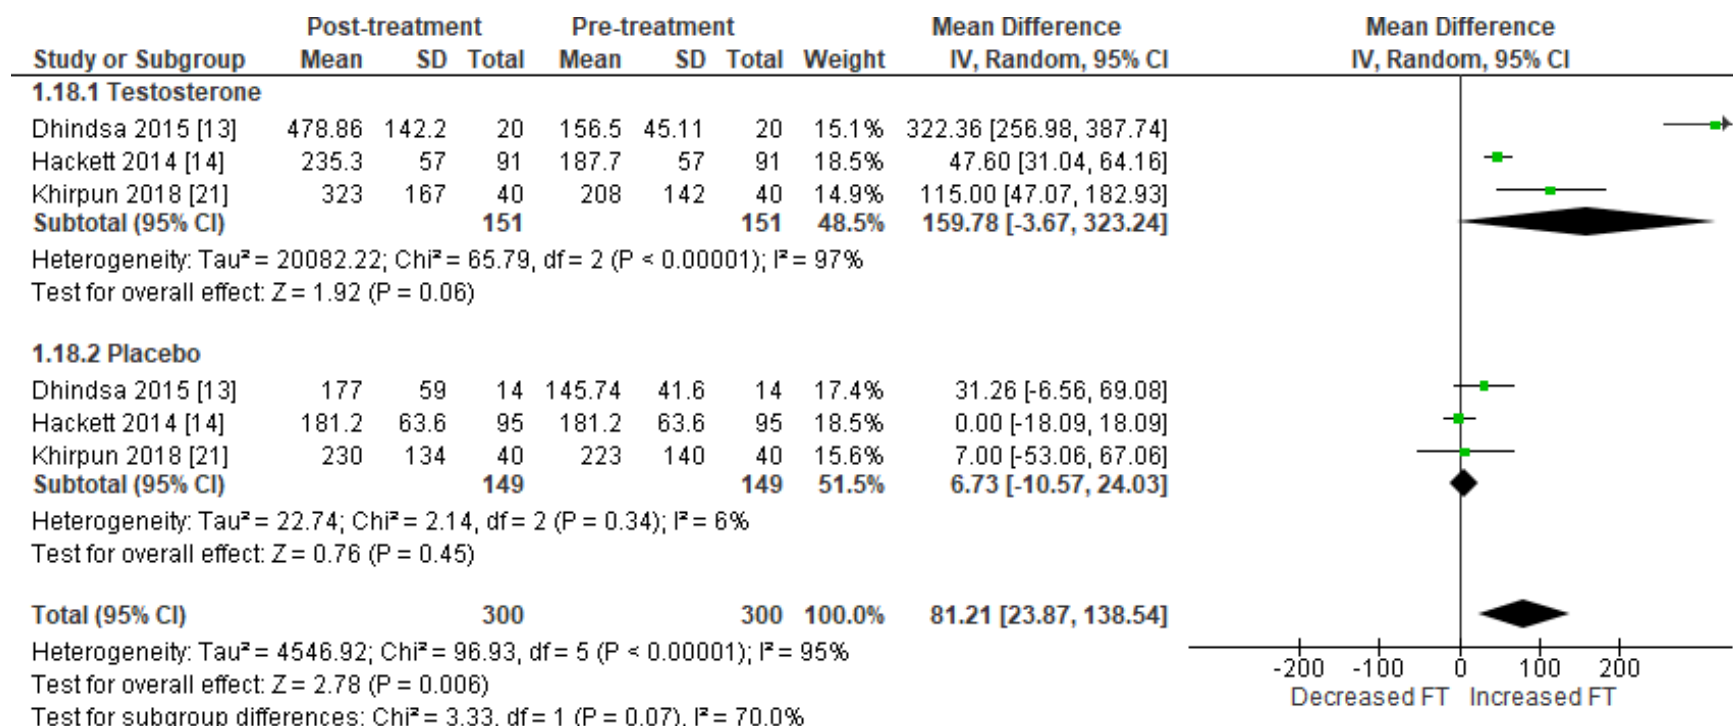 Post-treatment Pre-treatment Mean Difference Mean Difference
Study or Subgroup Mean SD Total Mean SD Total Weight IV, Random, 95% CI IV, Random, 95% CI
1.18.1 Testosterone
Dhindsa 2015 [13] 478.86 142.2 20 156.5 45.11 20 15.1% 322.36 [256.98, 387.74]
Hackett 2014 [14] 235.3 57 91 187.7 57 91 18.5% 47.60 [31.04, 64.16]
Khirpun 2018 [21] 323 167 40 208 142 40 14.9% 115.00 [47.07, 182.93]
Subtotal (95% CI) 151 151 48.5% 159.78 [-3.67, 323.24]
Heterogeneity: Tau² = 20082.22; Chi² = 65.79, df = 2 (P < 0.00001); I² = 97%
Test for overall effect: Z = 1.92 (P = 0.06)
1.18.2 Placebo
Dhindsa 2015 [13] 177 59 14 145.74 41.6 14 17.4% 31.26 [-6.56, 69.08]
Hackett 2014 [14] 181.2 63.6 95 181.2 63.6 95 18.5% 0.00 [-18.09, 18.09]
Khirpun 2018 [21] 230 134 40 223 140 40 15.6% 7.00 [-53.06, 67.06]
Subtotal (95% CI) 149 149 51.5% 6.73 [-10.57, 24.03]
Heterogeneity: Tau² = 22.74; Chi² = 2.14, df = 2 (P = 0.34); I² = 6%
Test for overall effect: Z = 0.76 (P = 0.45)
Total (95% CI) 300 300 100.0% 81.21 [23.87, 138.54]
Heterogeneity: Tau² = 4546.92; Chi² = 96.93, df = 5 (P < 0.00001); I² = 95%
Test for overall effect: Z = 2.78 (P = 0.006)
Test for subgroup differences: Chi² = 3.33, df = 1 (P = 0.07), I² = 70.0%
-200 -100 0 100 200
Decreased FT Increased FT